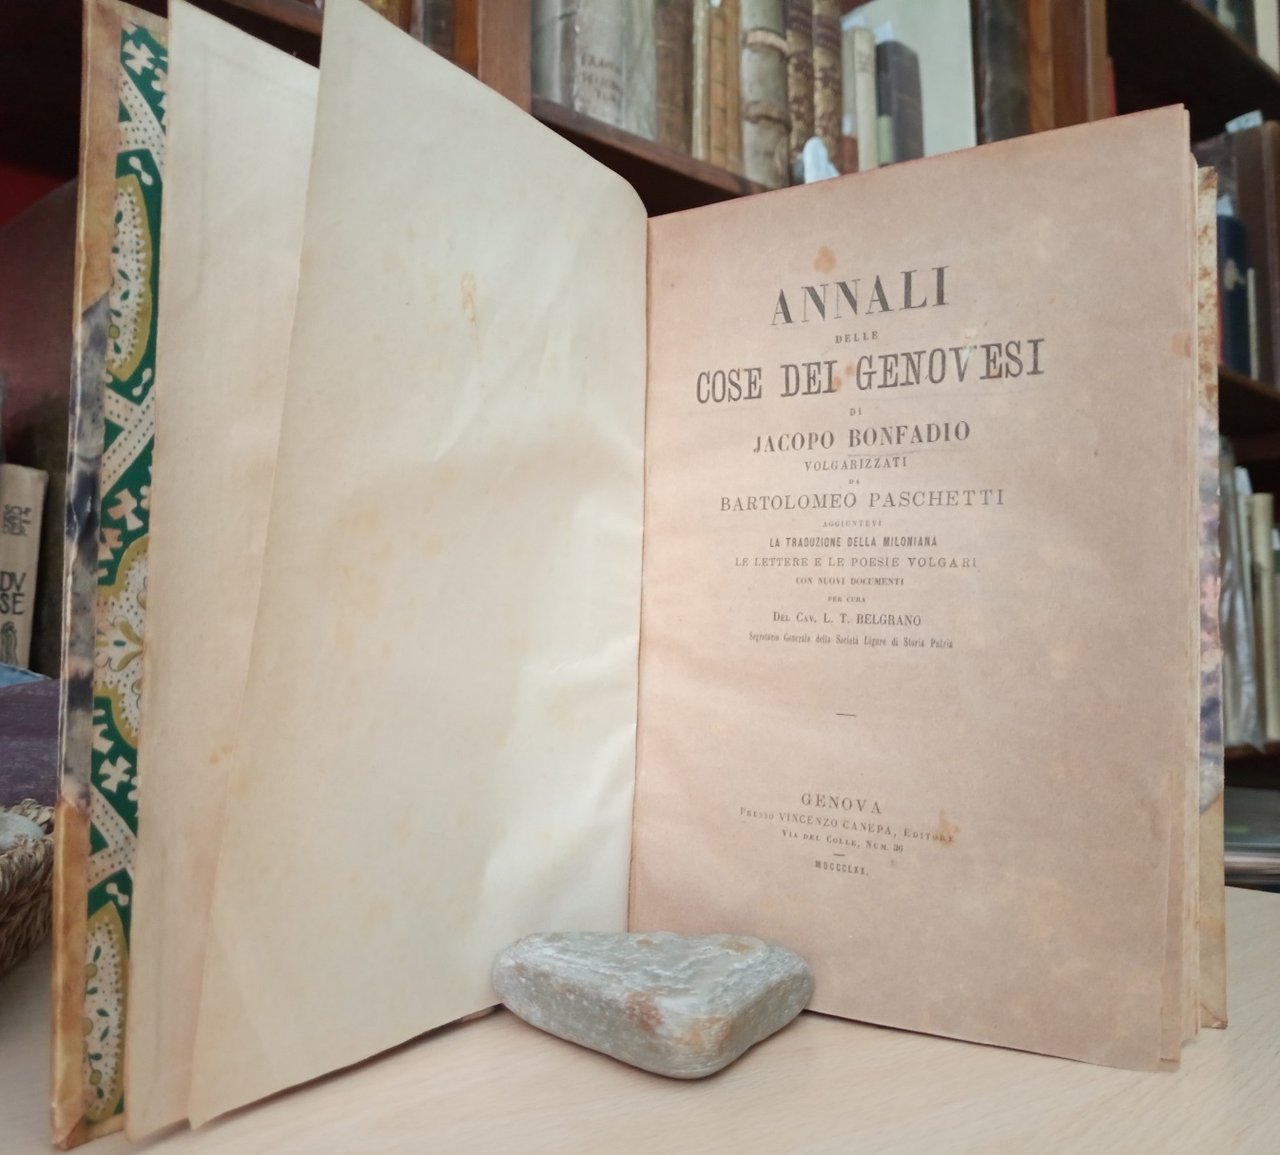 ANNALI
DELLE
COSE DEI GENOVESI
DI
JACOPO BONFADIO
VOLGARIZZATI
DA
BARTOLOMEO PASCHETTI
AGGIUNTEVI
LA TRADUZIONE DELLA MILONIANA
LE LETTERE E LE POESIE VOLGARI
CON NUOVI DOCUMENTI
PER CURA
DEL CAV. L. T. BELGRANO
Segretario Generale della Società Ligure di Storia Patria
GENOVA
PRESSO VINCENZO CANEPA, EDITORE
VIA DEL COLLE, NUM. 36
MDCCCLXX.
DV
SE